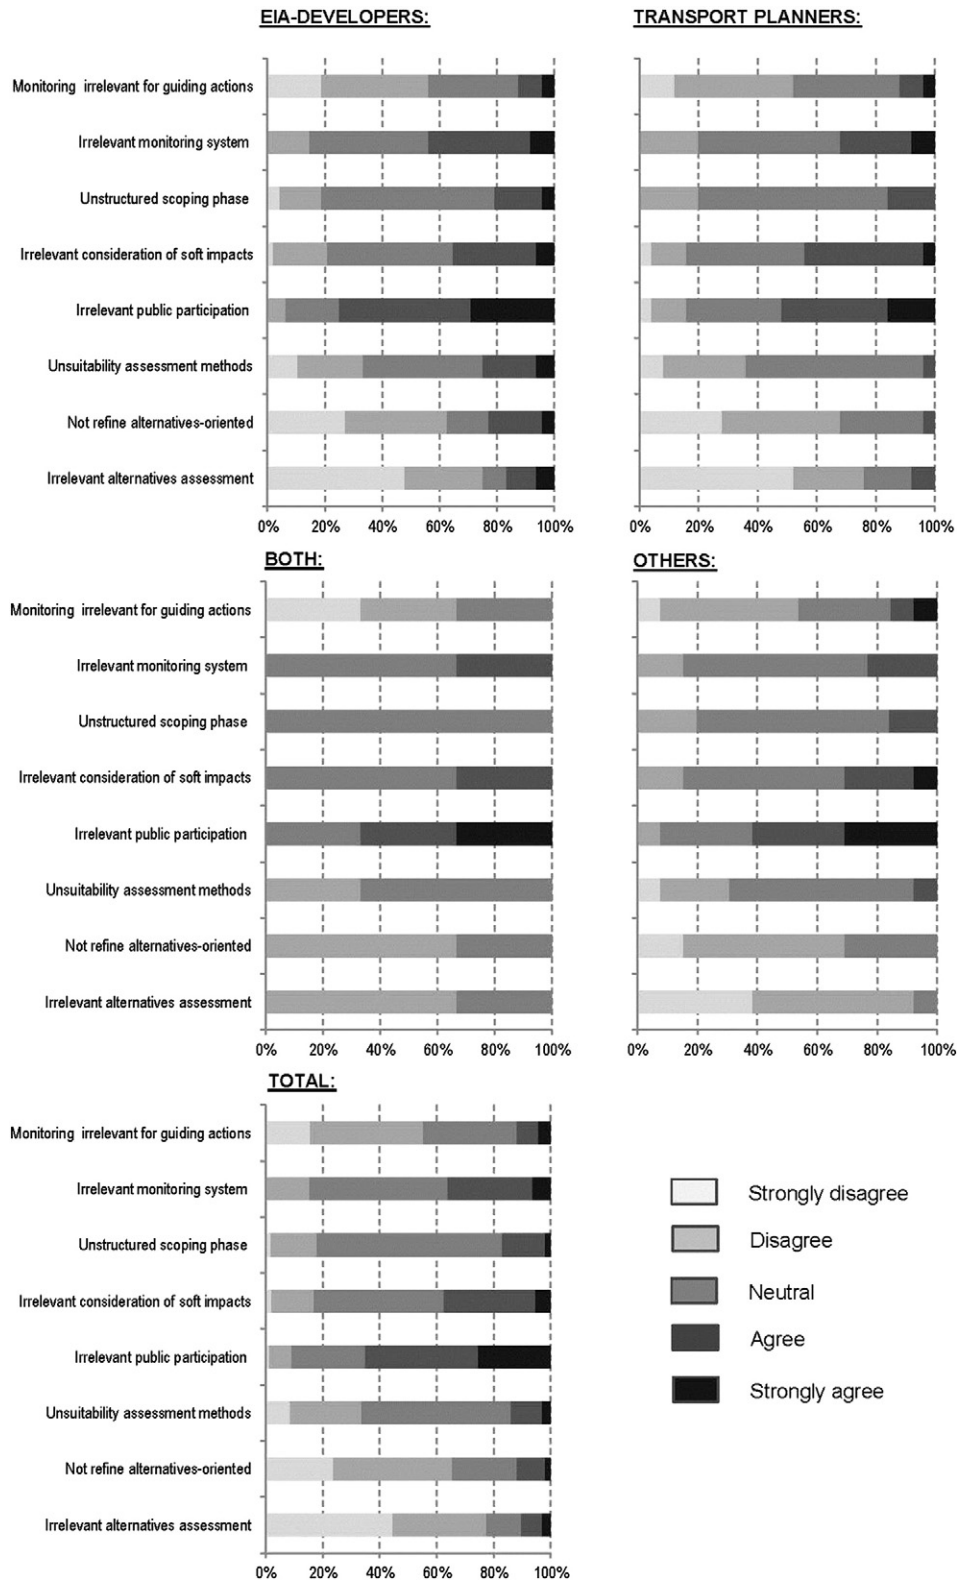 EIA-DEVELOPERS:
Monitoring irrelevant for guiding actions
Irrelevant monitoring system
Unstructured scoping phase
Irrelevant consideration of soft impacts
Irrelevant public participation
Unsuitability assessment methods
Not refine alternatives-oriented
Irrelevant alternatives assessment
0% 20% 40% 60% 80% 100%
TRANSPORT PLANNERS:
0% 20% 40% 60% 80% 100%
BOTH:
Monitoring irrelevant for guiding actions
Irrelevant monitoring system
Unstructured scoping phase
Irrelevant consideration of soft impacts
Irrelevant public participation
Unsuitability assessment methods
Not refine alternatives-oriented
Irrelevant alternatives assessment
0% 20% 40% 60% 80% 100%
OTHERS:
0% 20% 40% 60% 80% 100%
TOTAL:
Monitoring irrelevant for guiding actions
Irrelevant monitoring system
Unstructured scoping phase
Irrelevant consideration of soft impacts
Irrelevant public participation
Unsuitability assessment methods
Not refine alternatives-oriented
Irrelevant alternatives assessment
0% 20% 40% 60% 80% 100%
Strongly disagree
Disagree
Neutral
Agree
Strongly agree